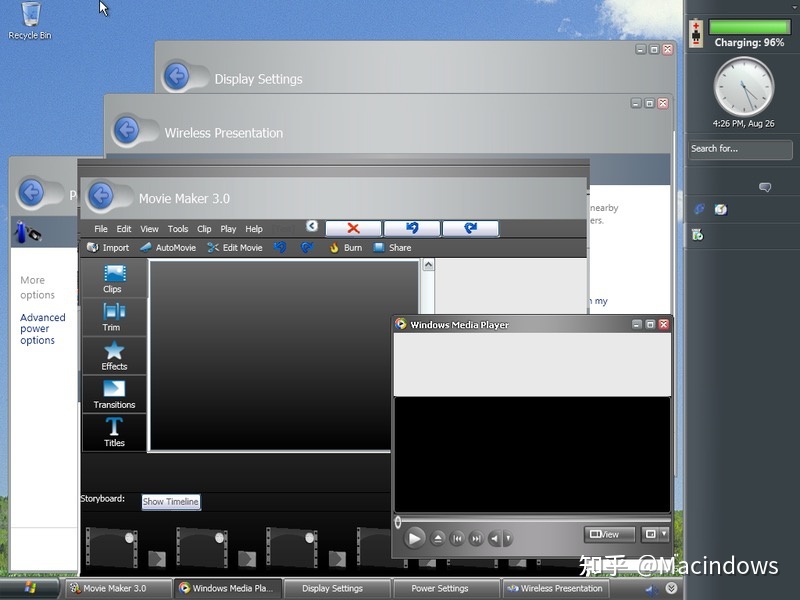 Recycle Bin
Charging: 96%
4:26 PM, Aug 26
Search for...
Display Settings
Wireless Presentation
P
Movie Maker 3.0
nearby
ers.
File Edit View Tools Clip Play Help
Import AutoMovie Edit Movie Burn Share
More
options
Advanced
power
options
Clips
Trim
Effects
Transitions
Titles
n my
Windows Media Player
Storyboard: Show Timeline
View
知乎 @Macindows
Movie Maker 3.0 Windows Media Pla... Display Settings Power Settings Wireless Presentation